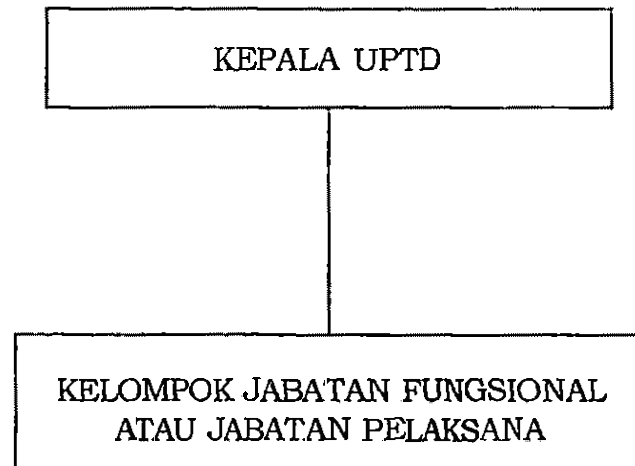 KEPALA UPTD
KELOMPOK JABATAN FUNGSIONAL
ATAU JABATAN PELAKSANA